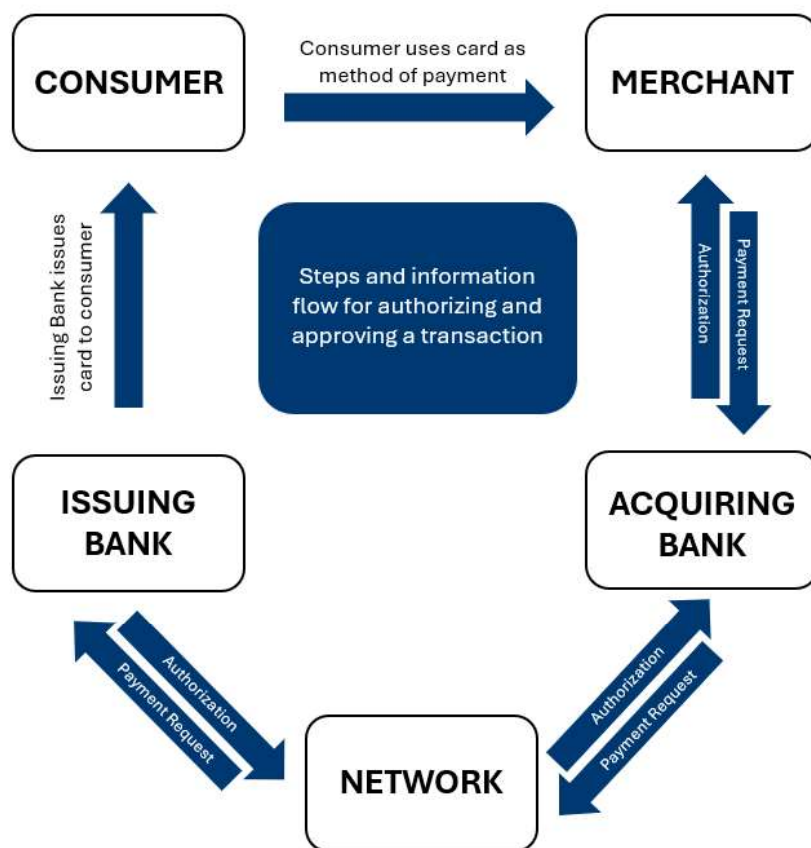 CONSUMER
Consumer uses card as
method of payment
MERCHANT
Issuing Bank issues
card to consumer
Steps and information
flow for authorizing and
approving a transaction
Authorization
Payment Request
ISSUING
BANK
ACQUIRING
BANK
Authorization
Payment Request
Authorization
Payment Request
NETWORK